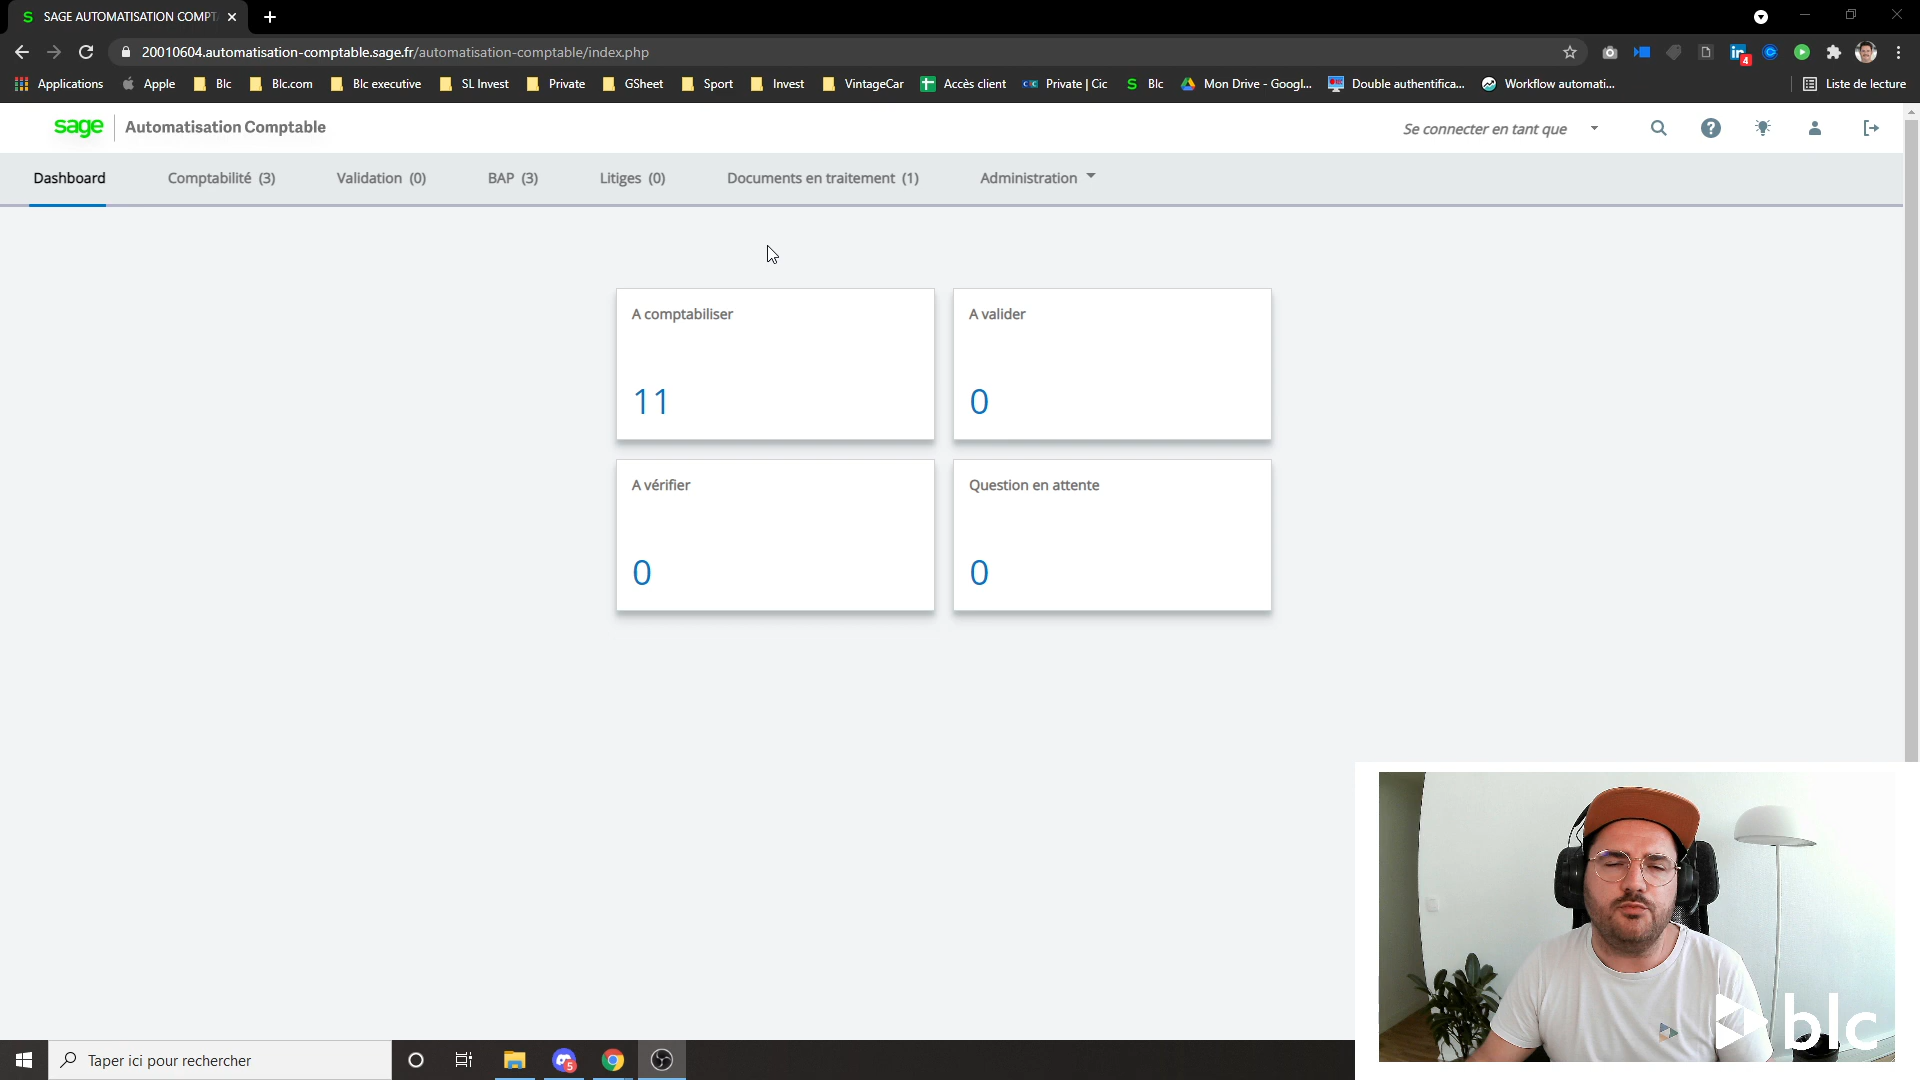 SAGE AUTOMATISATION COMPT
20010604.automatisation-comptable.sage.fr/automatisation-comptable/index.php
4
Applications Apple Blc Blc.com Blc executive SL Invest Private GSheet Sport Invest VintageCar Accès client CIC Private | Cic Blc Mon Drive - Googl... Double authentifica... Workflow automati... Liste de lecture
sage Automatisation Comptable Se connecter en tant que
Dashboard Comptabilité (3) Validation (0) BAP (3) Litiges (0) Documents en traitement (1) Administration
A comptabiliser
11
A valider
0
A vérifier
0
Question en attente
0
Taper ici pour rechercher
5
blc